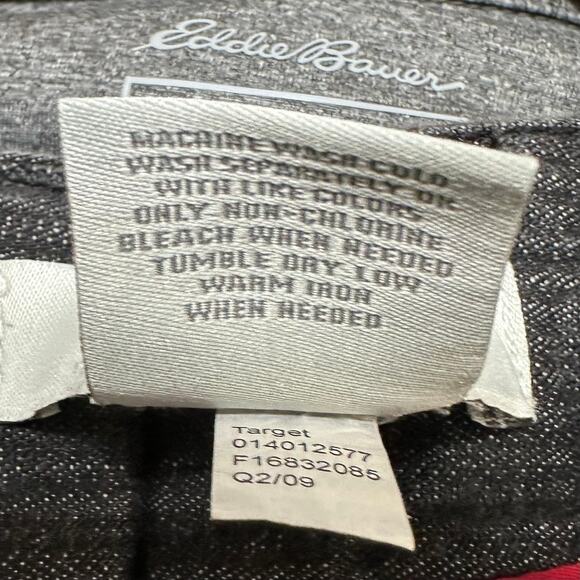 Eddie Bauer
MACHINE WASH COLD
WASH SEPARATELY OR
WITH LIKE COLORS
ONLY NON-CHLORINE
BLEACH WHEN NEEDED
TUMBLE DRY LOW
WARM IRON
WHEN NEEDED
Target
014012577
F16832085
Q2/09